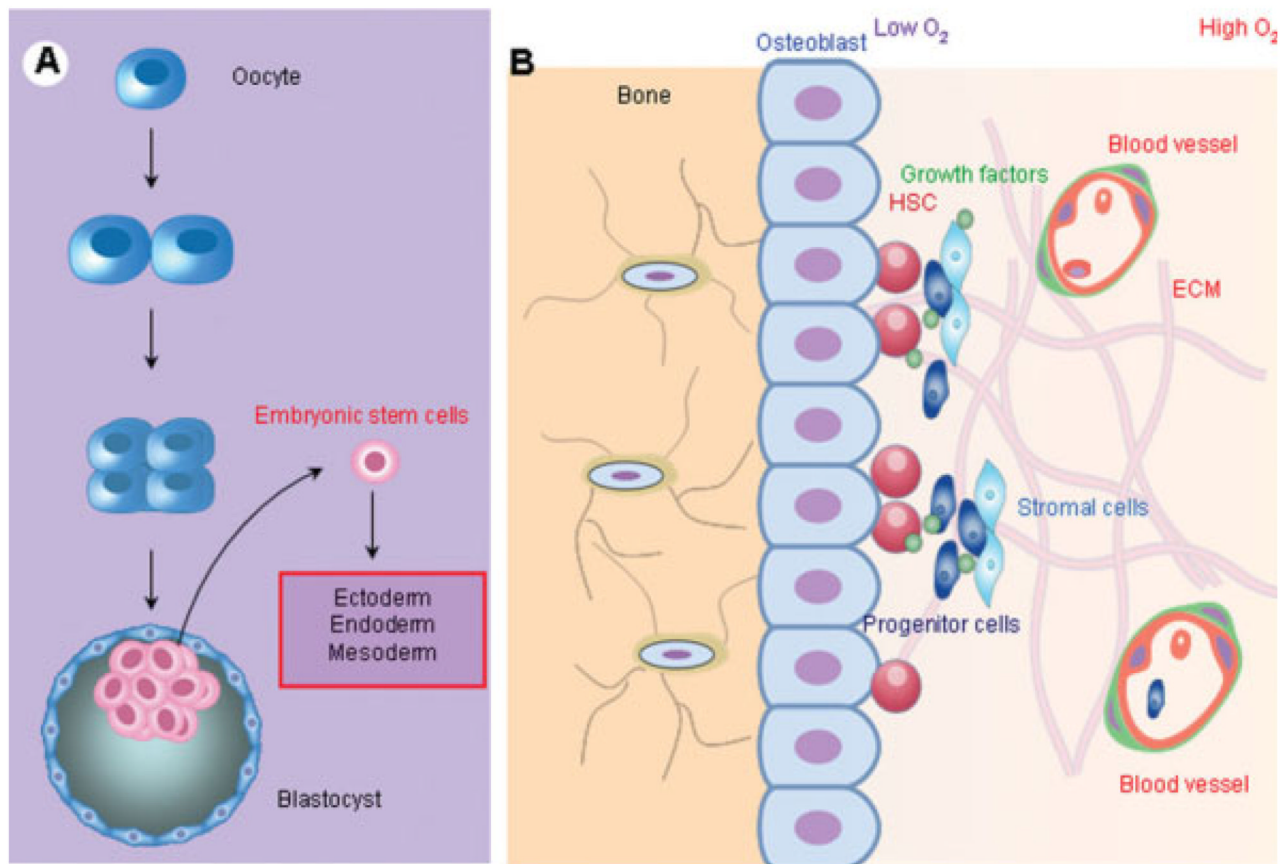 A
Oocyte
Embryonic stem cells
Ectoderm
Endoderm
Mesoderm
Blastocyst
B
Osteoblast
Low O₂
High O₂
Bone
Blood vessel
Growth factors
HSC
ECM
Stromal cells
Progenitor cells
Blood vessel